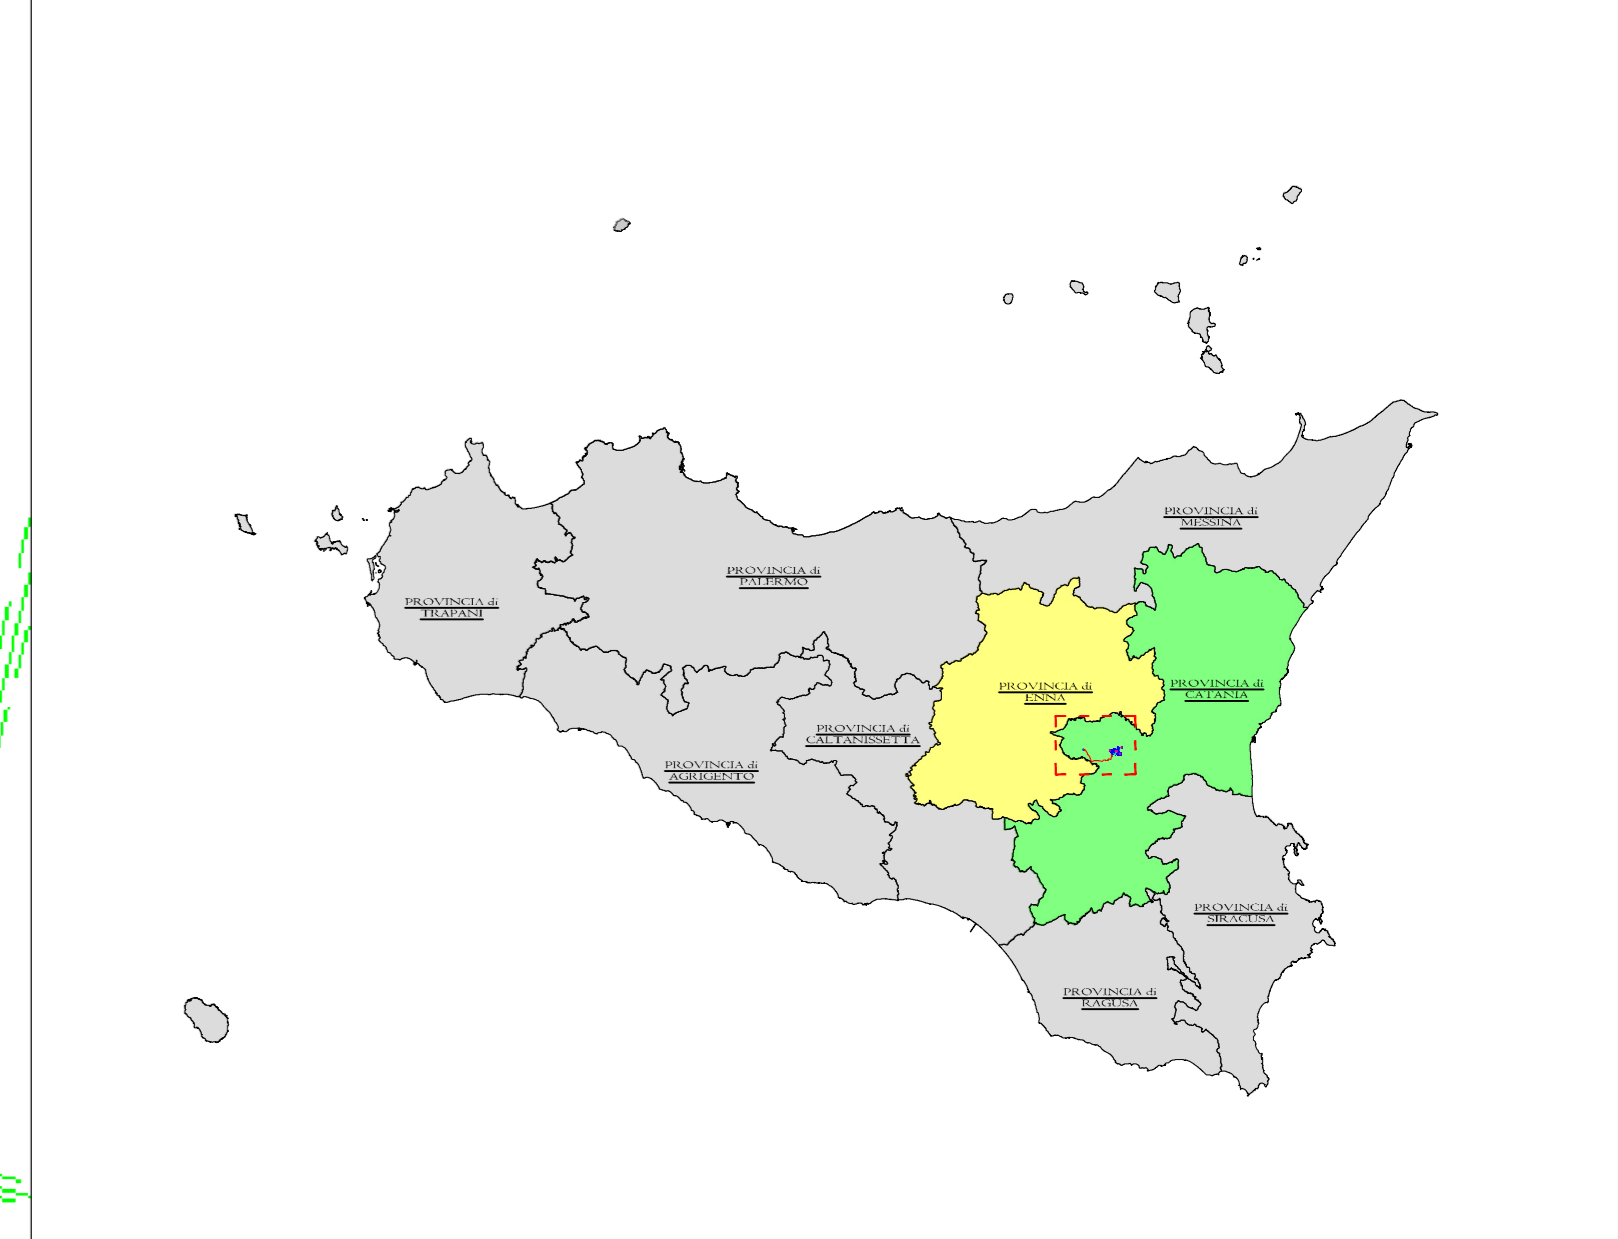 PROVINCIA di
MESSINA
PROVINCIA di
PALERMO
PROVINCIA di
TRAPANI
PROVINCIA di
ENNA
PROVINCIA di
CATANIA
PROVINCIA di
CALTANISSETTA
PROVINCIA di
AGRIGENTO
PROVINCIA di
SIRACUSA
PROVINCIA di
RAGUSA